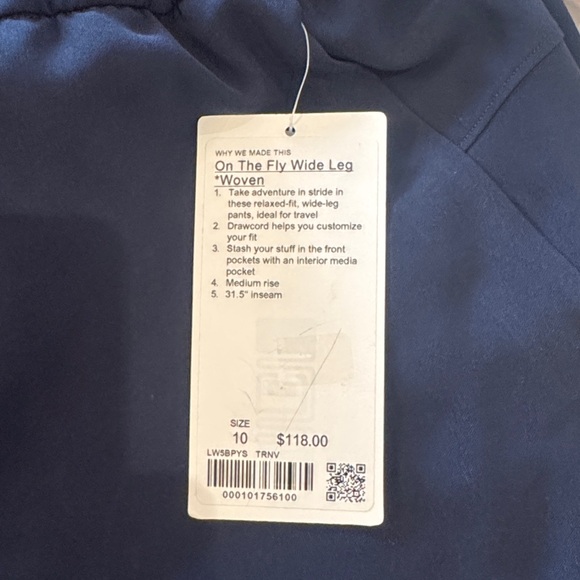 WHY WE MADE THIS
On The Fly Wide Leg
*Woven
1. Take adventure in stride in
these relaxed-fit, wide-leg
pants, ideal for travel
2. Drawcord helps you customize
your fit
3. Stash your stuff in the front
pockets with an interior media
pocket
4. Medium rise
5. 31.5" inseam
SIZE
10 $118.00
LW5BPYS TRNV
000101756100